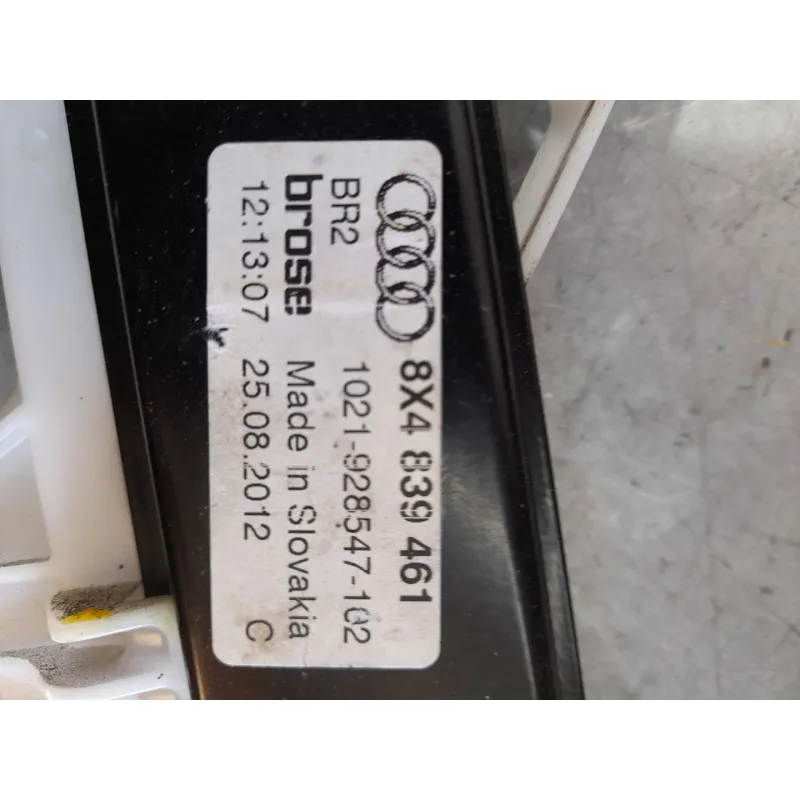 8X4 839 461
BR2 1021-928547-102
brose Made in Slovakia
12:13:07 25.08.2012 C